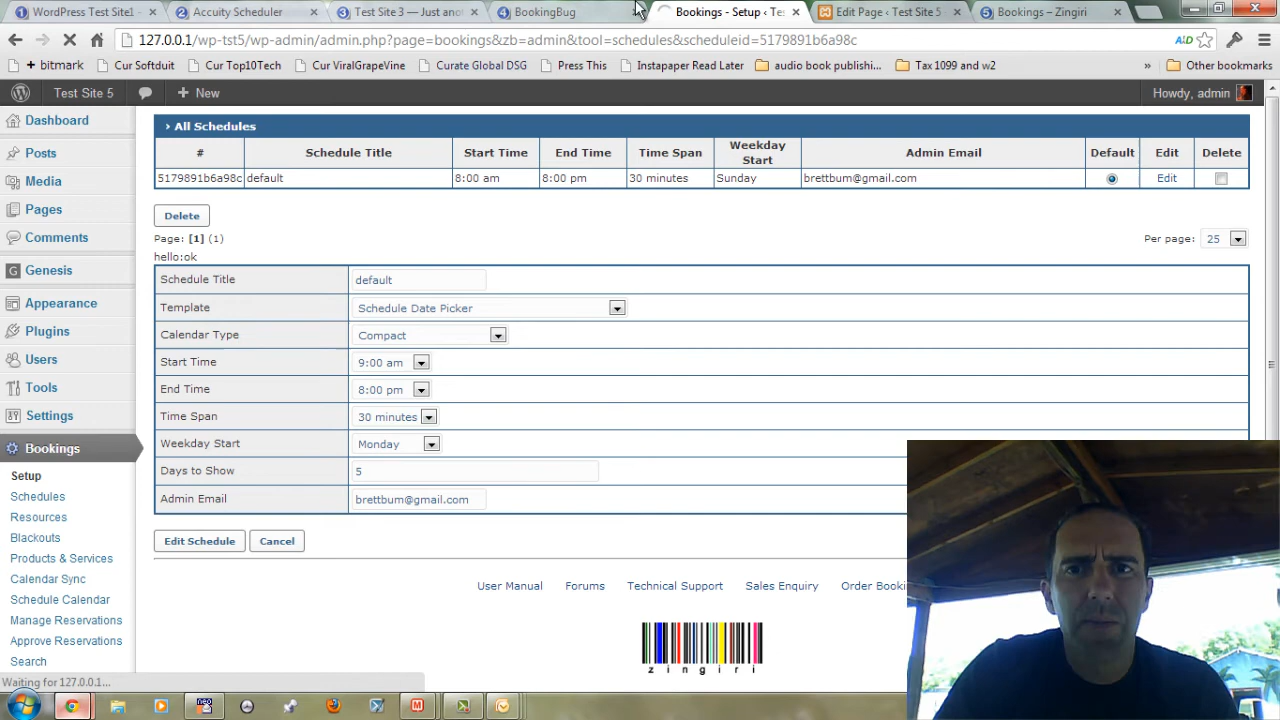 WordPress Test Site1 -
Accuity Scheduler
Test Site 3 — Just anot
BookingBug
Bookings - Setup ‹ Tes
Edit Page ‹ Test Site 5
Bookings – Zingiri
127.0.0.1/wp-tst5/wp-admin/admin.php?page=bookings&zb=admin&tool=schedules&scheduleid=5179891b6a98c
+ bitmark
Cur Softduit
Cur Top10Tech
Cur ViralGrapeVine
Curate Global DSG
Press This
Instapaper Read Later
audio book publishi...
Tax 1099 and w2
»
Other bookmarks
Test Site 5
+ New
Howdy, admin
Dashboard
Posts
Media
Pages
Comments
Genesis
Appearance
Plugins
Users
Tools
Settings
Bookings
Setup
Schedules
Resources
Blackouts
Products & Services
Calendar Sync
Schedule Calendar
Manage Reservations
Approve Reservations
Search
› All Schedules
# Schedule Title Start Time End Time Time Span Weekday Start Admin Email Default Edit Delete
5179891b6a98c default 8:00 am 8:00 pm 30 minutes Sunday brettbum@gmail.com Edit
Delete
Page: [1] (1)
Per page: 25
hello:ok
Schedule Title default
Template Schedule Date Picker
Calendar Type Compact
Start Time 9:00 am
End Time 8:00 pm
Time Span 30 minutes
Weekday Start Monday
Days to Show 5
Admin Email brettbum@gmail.com
Edit Schedule Cancel
User Manual Forums Technical Support Sales Enquiry Order Booki
zingiri
Waiting for 127.0.0.1...